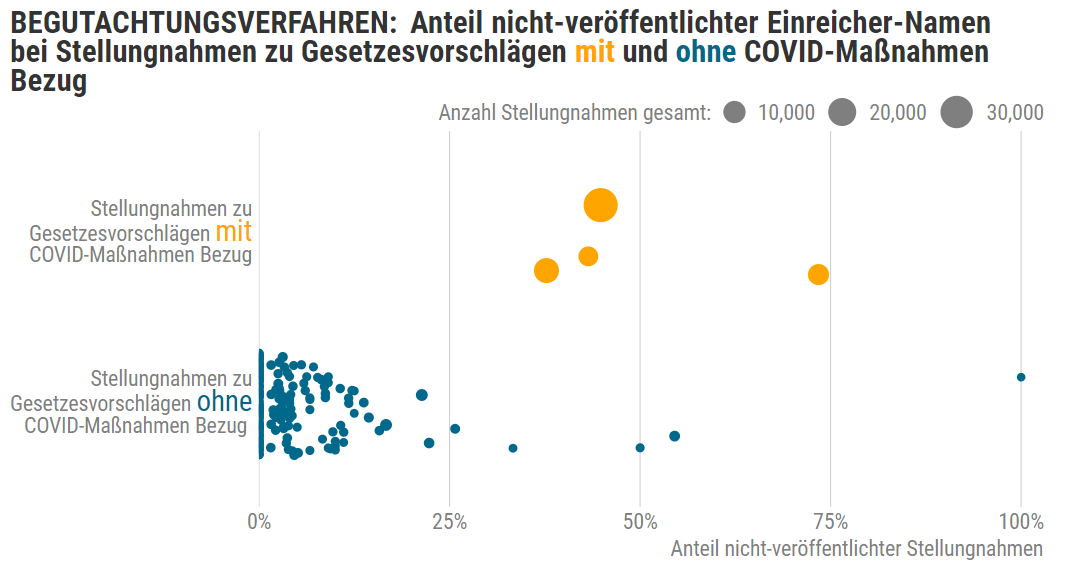 BEGUTACHTUNGSVERFAHREN: Anteil nicht-veröffentlichter Einreicher-Namen
bei Stellungnahmen zu Gesetzesvorschlägen mit und ohne COVID-Maßnahmen
Bezug
Anzahl Stellungnahmen gesamt: 10,000 20,000 30,000
Stellungnahmen zu
Gesetzesvorschlägen mit
COVID-Maßnahmen Bezug
Stellungnahmen zu
Gesetzesvorschlägen ohne
COVID-Maßnahmen Bezug
0% 25% 50% 75% 100%
Anteil nicht-veröffentlichter Stellungnahmen